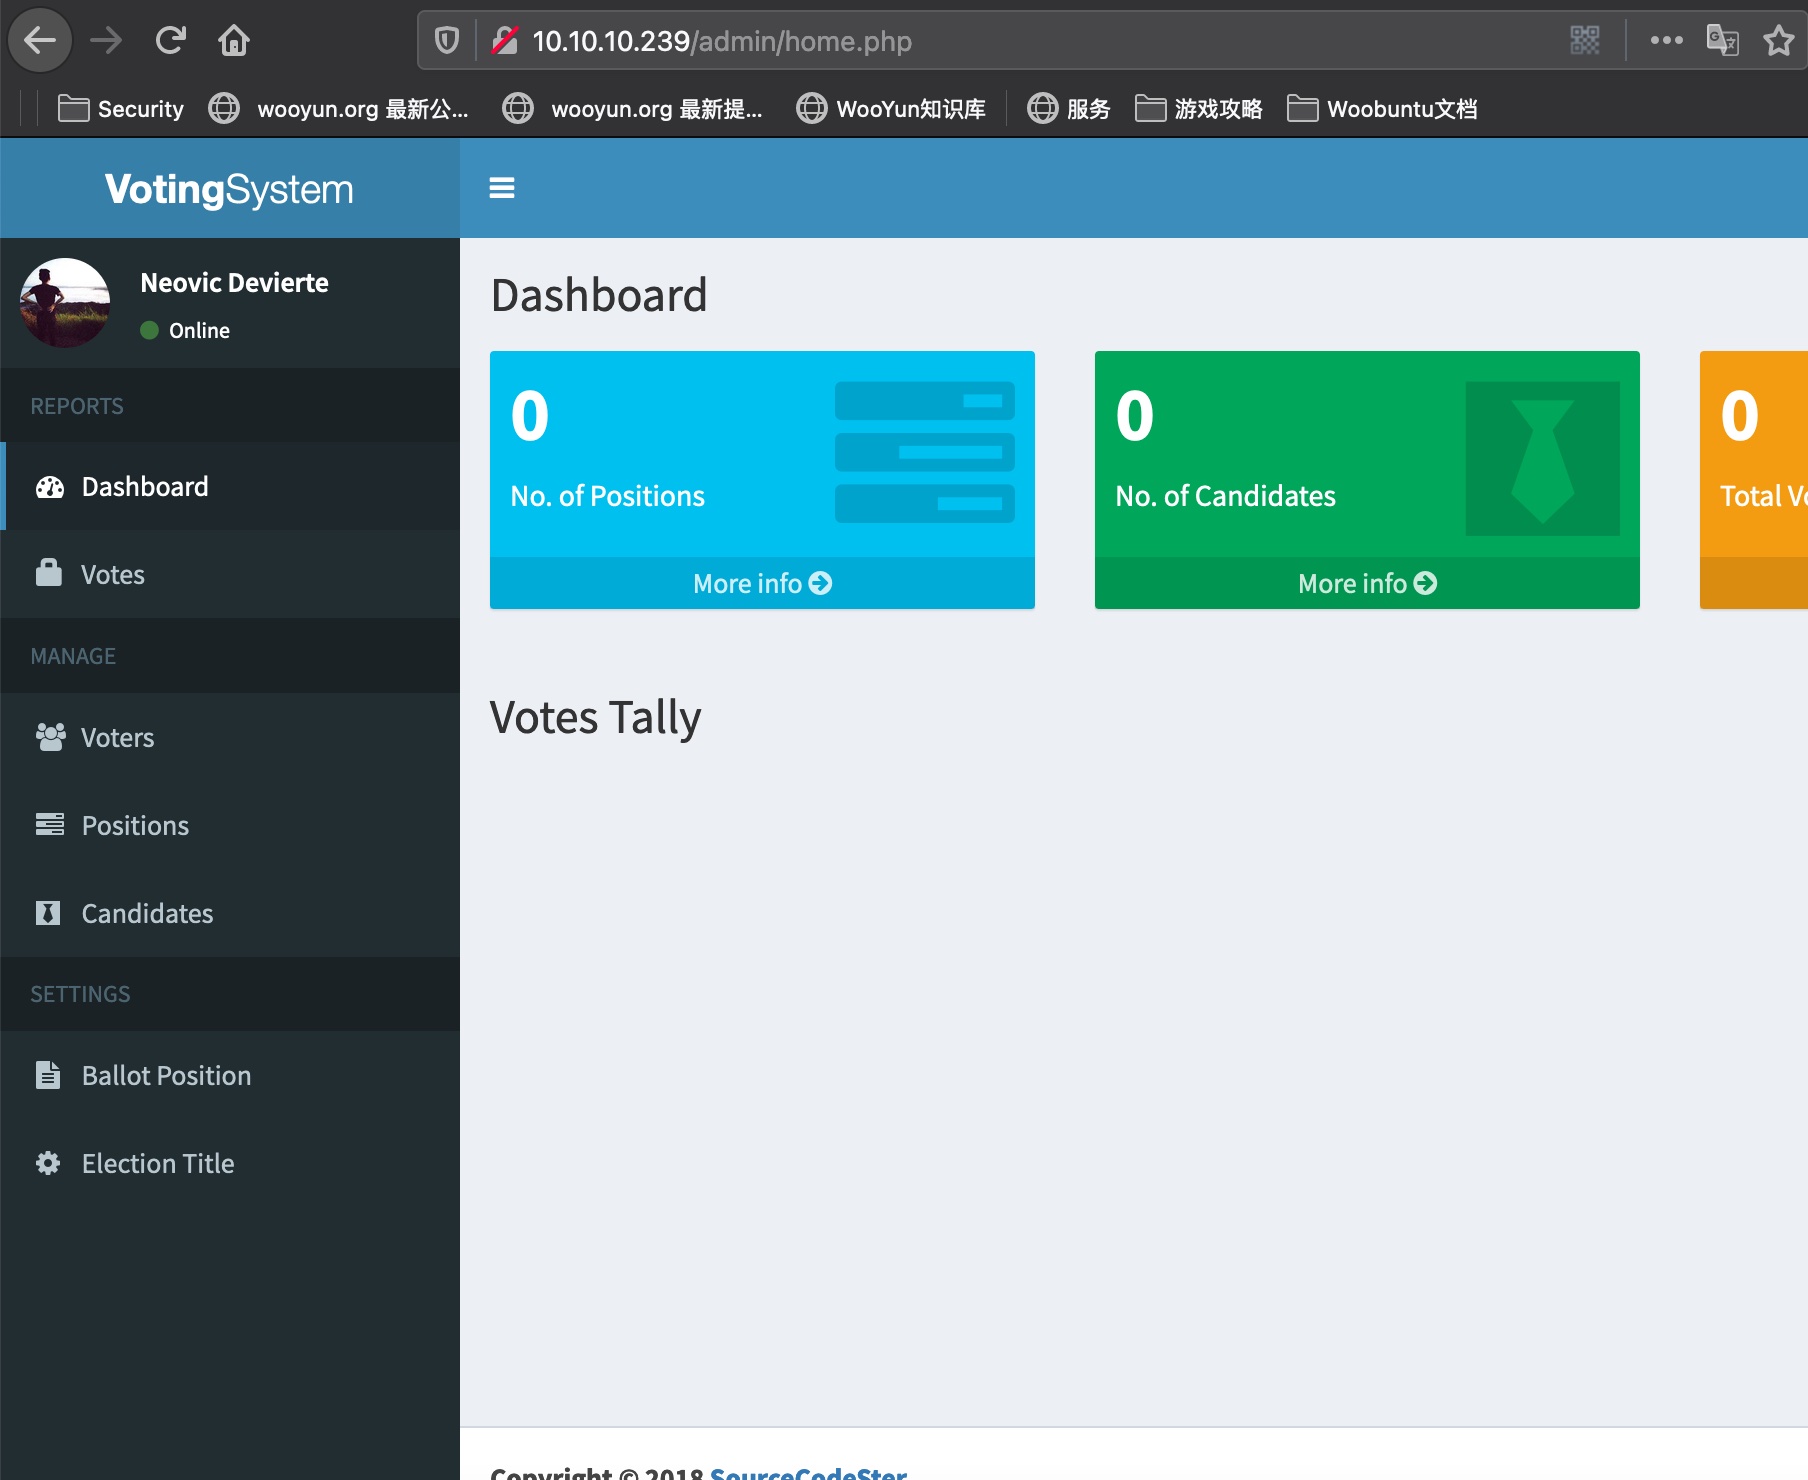 10.10.10.239/admin/home.php
Security wooyun.org 最新公... wooyun.org 最新提... WooYun知识库 服务 游戏攻略 Woobuntu文档
VotingSystem
Neovic Devierte
Online
REPORTS
Dashboard
Votes
MANAGE
Voters
Positions
Candidates
SETTINGS
Ballot Position
Election Title
Dashboard
0
No. of Positions
More info
0
No. of Candidates
More info
0
Total
Votes Tally
Copyright © 2018 SourceCodeSter